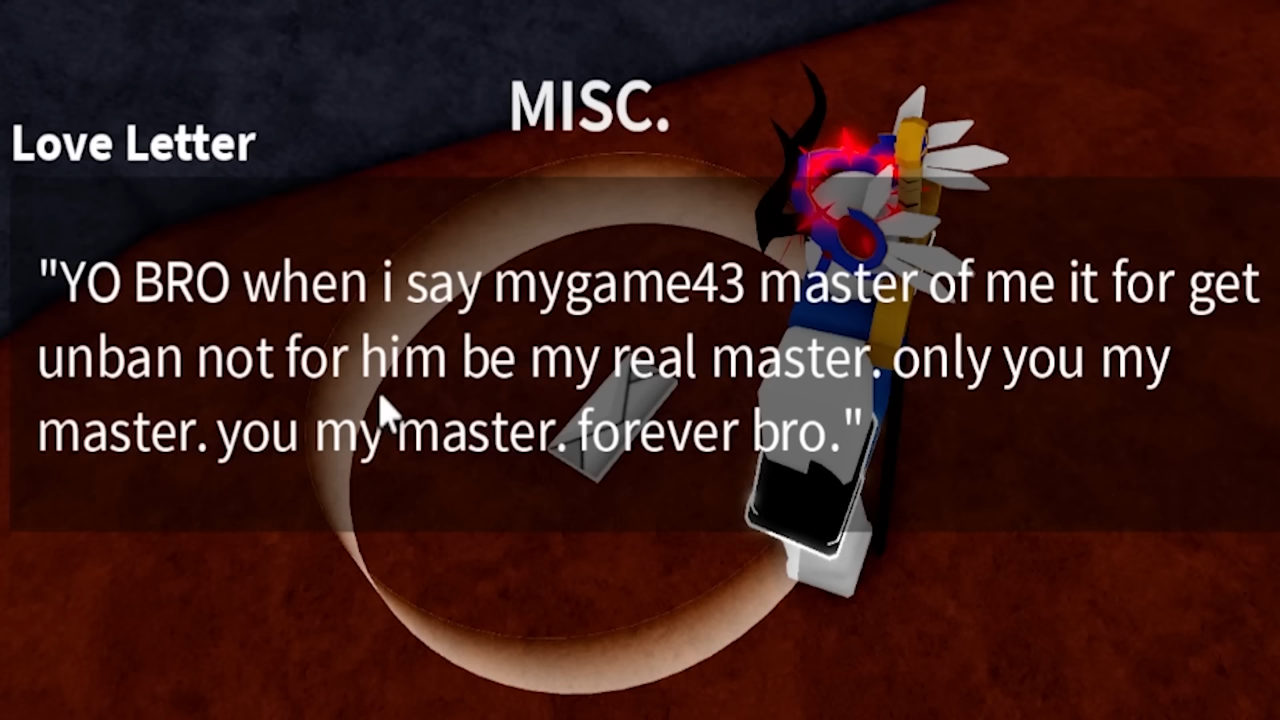 MISC.
Love Letter
"YO BRO when i say mygame43 master of me it for get
unban not for him be my real master. only you my
master. you my master. forever bro."